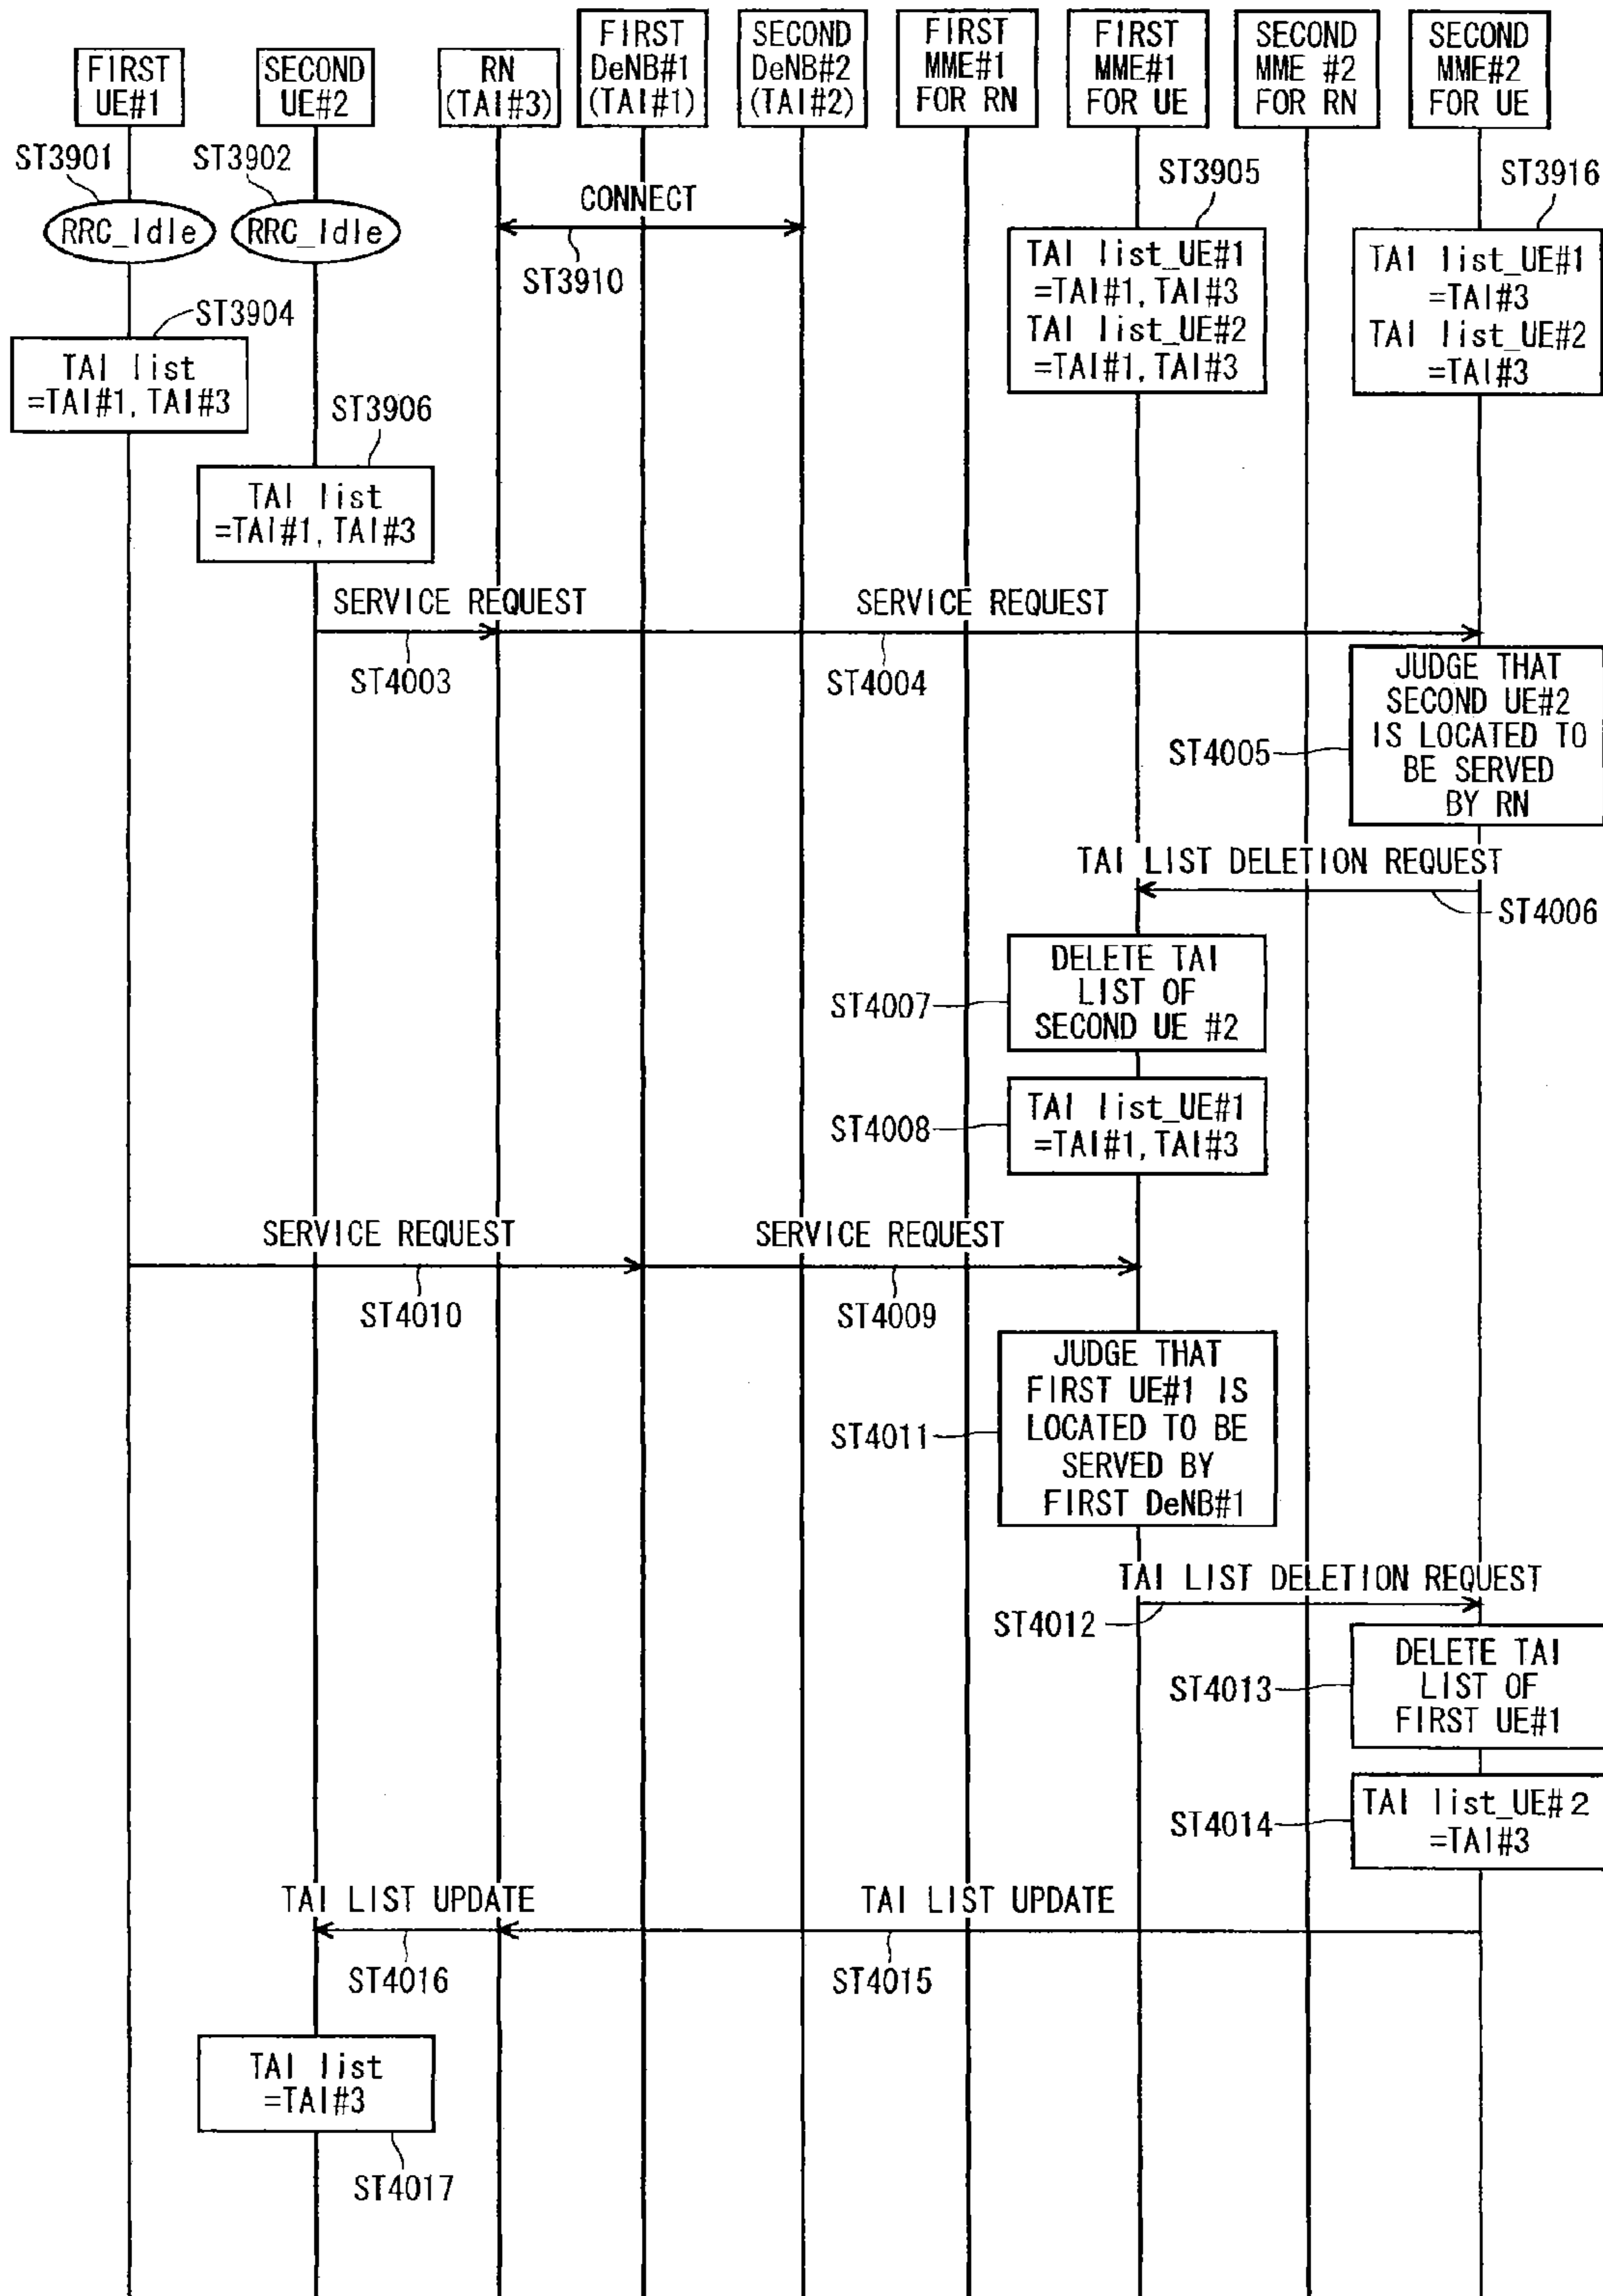 FIRST
UE#1
SECOND
UE#2
RN
(TAI#3)
FIRST
DeNB#1
(TAI#1)
SECOND
DeNB#2
(TAI#2)
FIRST
MME#1
FOR RN
FIRST
MME#1
FOR UE
SECOND
MME #2
FOR RN
SECOND
MME#2
FOR UE
ST3901
RRC_Idle
ST3902
RRC_Idle
CONNECT
ST3910
ST3905
TAI list_UE#1
=TAI#1, TAI#3
TAI list_UE#2
=TAI#1, TAI#3
ST3916
TAI list_UE#1
=TAI#3
TAI list_UE#2
=TAI#3
ST3904
TAI list
=TAI#1, TAI#3
ST3906
TAI list
=TAI#1, TAI#3
SERVICE REQUEST
ST4003
SERVICE REQUEST
ST4004
JUDGE THAT
SECOND UE#2
IS LOCATED TO
BE SERVED
BY RN
ST4005
TAI LIST DELETION REQUEST
ST4006
DELETE TAI
LIST OF
SECOND UE #2
ST4007
TAI list_UE#1
=TAI#1, TAI#3
ST4008
SERVICE REQUEST
ST4010
SERVICE REQUEST
ST4009
JUDGE THAT
FIRST UE#1 IS
LOCATED TO BE
SERVED BY
FIRST DeNB#1
ST4011
TAI LIST DELETION REQUEST
ST4012
DELETE TAI
LIST OF
FIRST UE#1
ST4013
TAI list_UE#2
=TAI#3
ST4014
TAI LIST UPDATE
ST4016
TAI LIST UPDATE
ST4015
TAI list
=TAI#3
ST4017